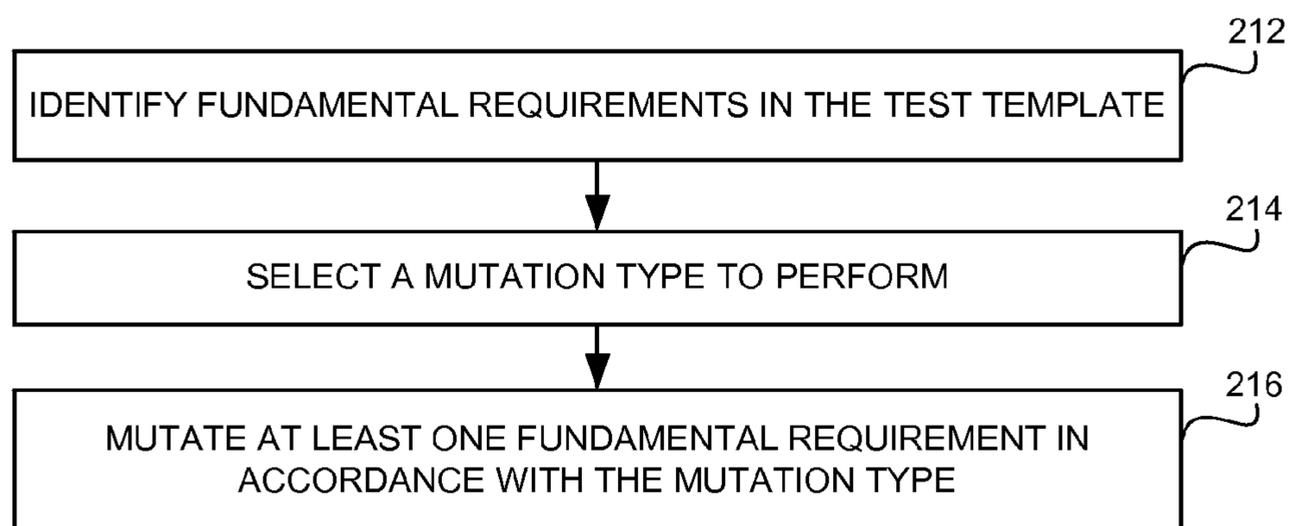 212
IDENTIFY FUNDAMENTAL REQUIREMENTS IN THE TEST TEMPLATE
214
SELECT A MUTATION TYPE TO PERFORM
216
MUTATE AT LEAST ONE FUNDAMENTAL REQUIREMENT IN
ACCORDANCE WITH THE MUTATION TYPE